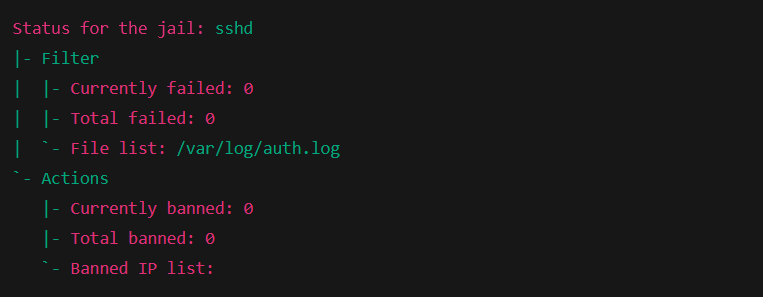 Status for the jail: sshd
|- Filter
|  |- Currently failed: 0
|  |- Total failed: 0
|  `- File list: /var/log/auth.log
`- Actions
   |- Currently banned: 0
   |- Total banned: 0
   `- Banned IP list: